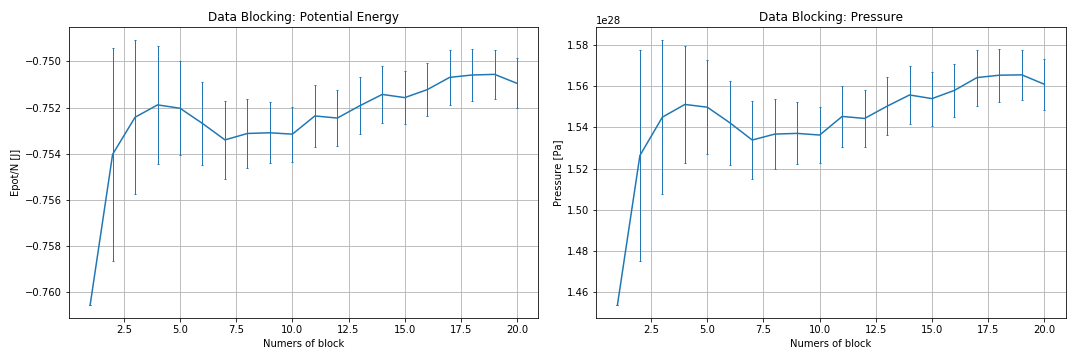 Data Blocking: Potential Energy
Epot/N [J]
−0.750
−0.752
−0.754
−0.756
−0.758
−0.760
2.5 5.0 7.5 10.0 12.5 15.0 17.5 20.0
Numers of block
Data Blocking: Pressure
1e28
Pressure [Pa]
1.58
1.56
1.54
1.52
1.50
1.48
1.46
2.5 5.0 7.5 10.0 12.5 15.0 17.5 20.0
Numers of block